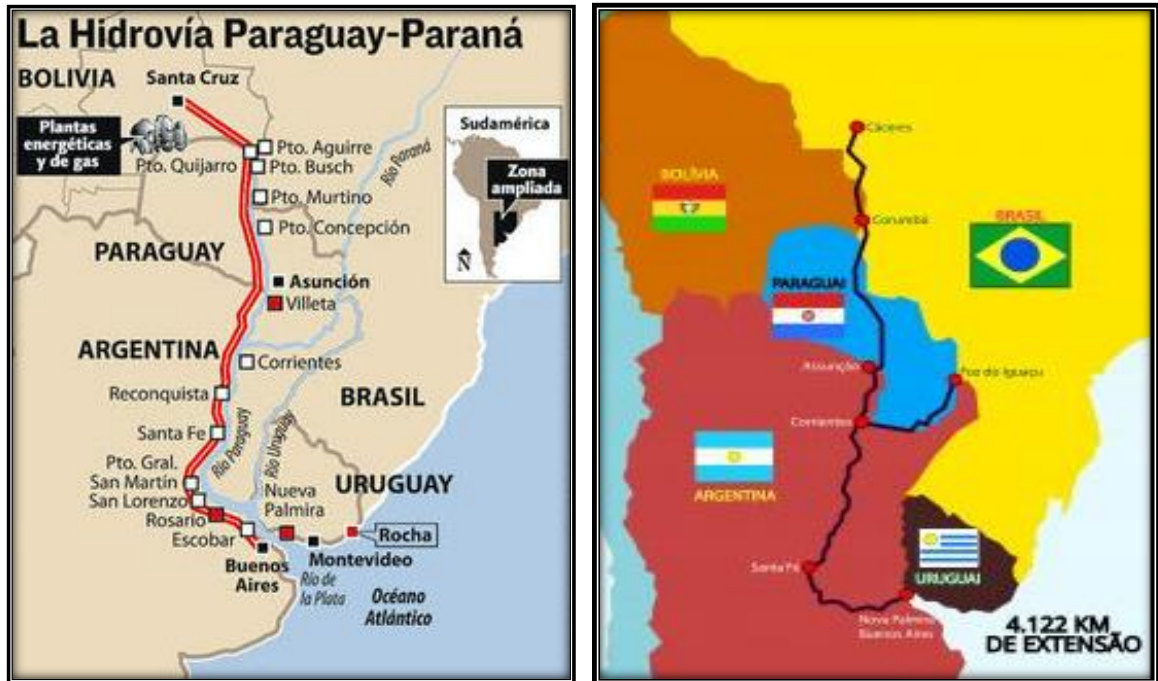 La Hidrovía Paraguay-Paraná
BOLIVIA
Santa Cruz
Plantas
energéticas
y de gas
Pto. Quijarro
Pto. Aguirre
Pto. Busch
Pto. Murtino
Pto. Concepción
Río Paraná
Sudamérica
Zona
ampliada
N
PARAGUAY
Asunción
Villeta
ARGENTINA
Corrientes
Reconquista
BRASIL
Santa Fe
Río Paraguay
Río Uruguay
Pto. Gral.
San Martín
San Lorenzo
Rosario
Escobar
Nueva
Palmira
URUGUAY
Rocha
Buenos
Aires
Montevideo
Río de
la Plata
Océano
Atlántico
Cáceres
BOLÍVIA
Corumbá
BRASIL
PARAGUAI
Assunção
Foz do Iguaçu
Corrientes
ARGENTINA
Santa Fé
URUGUAI
Nova Palmira
Buenos Aires
4.122 KM
DE EXTENSÃO